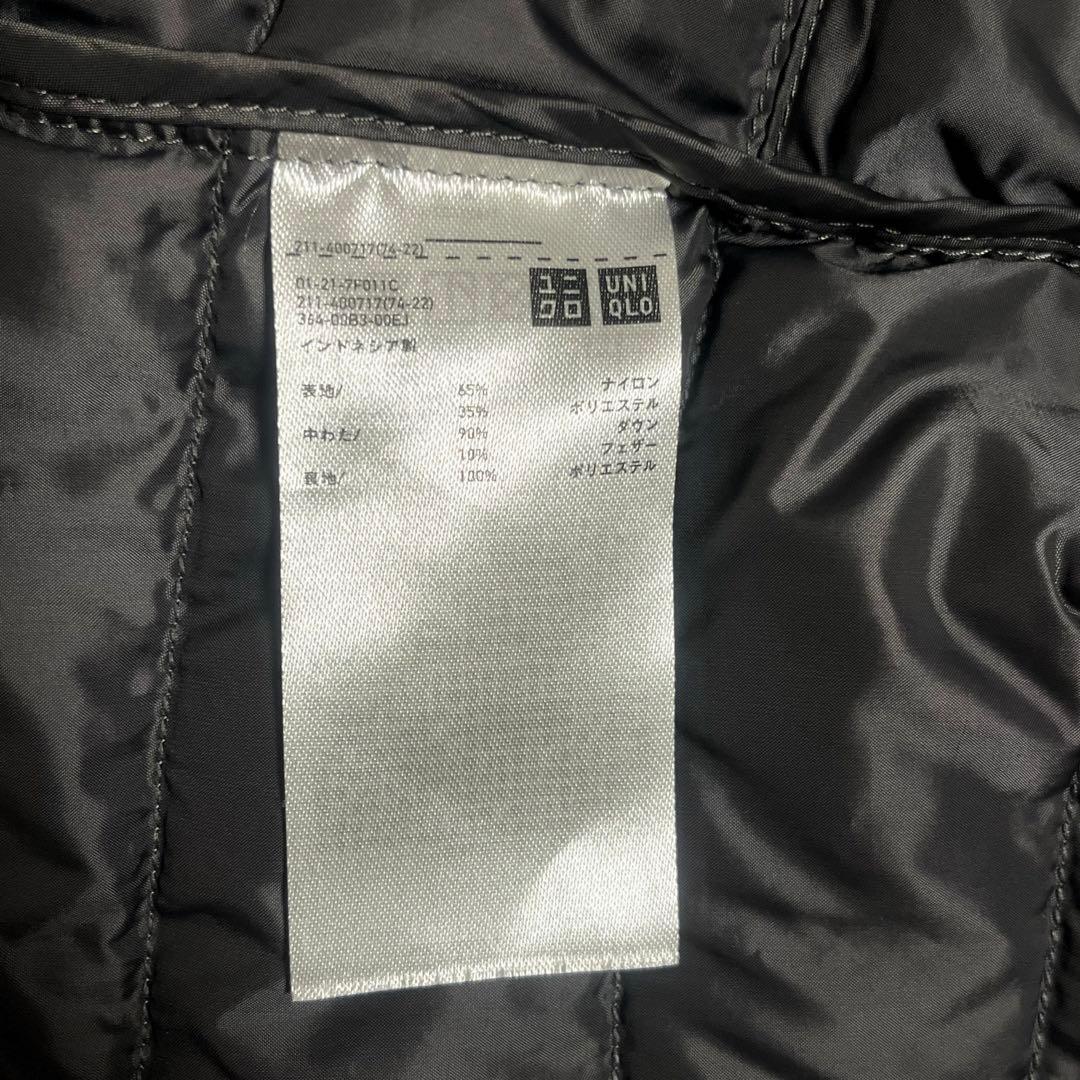 211-400717(74-22)
01-21-7F011C
211-400717(74-22)
364-00B3-00EJ
インドネシア製
ユニ
クロ
UNI
QLO
表地/ 65% ナイロン
35% ポリエステル
中わた/ 90% ダウン
10% フェザー
裏地/ 100% ポリエステル